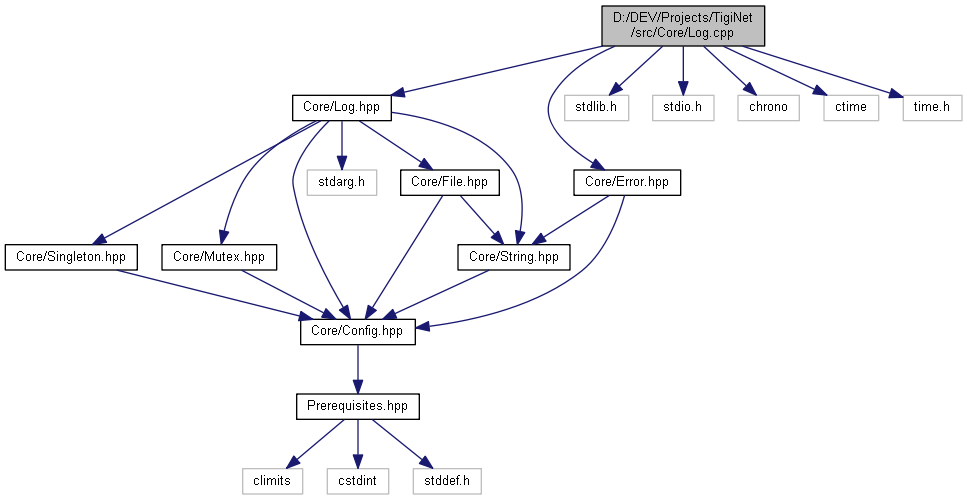 D:/DEV/Projects/TigiNet
/src/Core/Log.cpp
Core/Log.hpp
stdlib.h
stdio.h
chrono
ctime
time.h
stdarg.h
Core/File.hpp
Core/Error.hpp
Core/Singleton.hpp
Core/Mutex.hpp
Core/String.hpp
Core/Config.hpp
Prerequisites.hpp
climits
cstdint
stddef.h